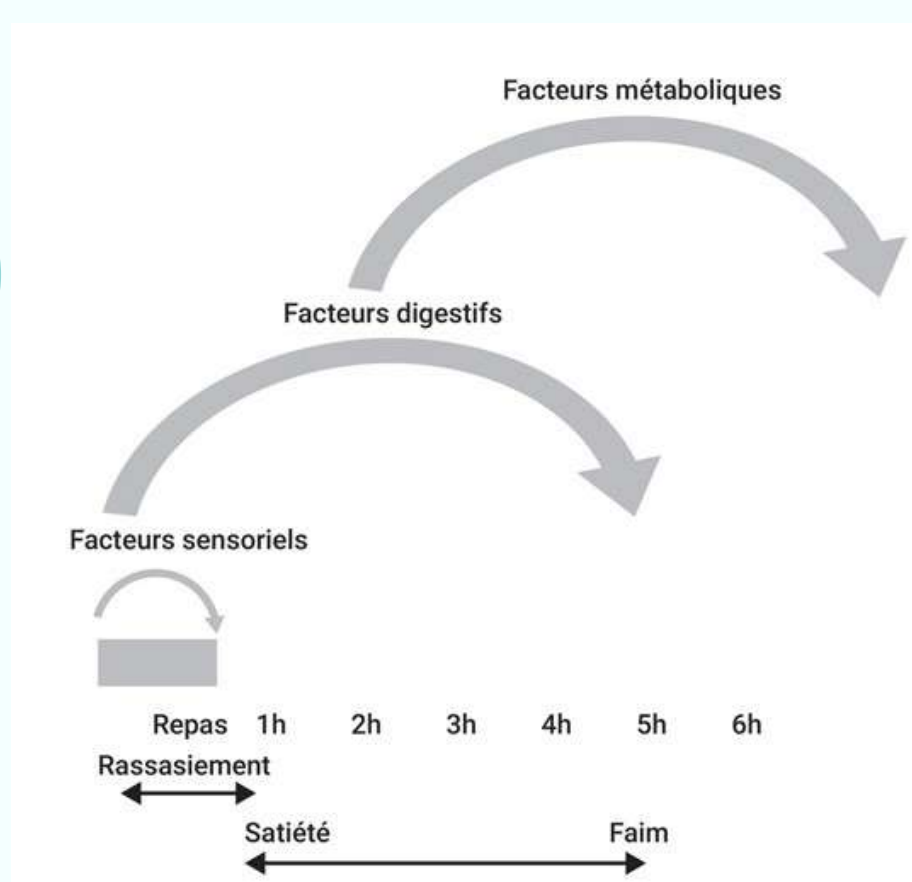 Facteurs métaboliques
Facteurs digestifs
Facteurs sensoriels
Repas 1h 2h 3h 4h 5h 6h
Rassasiement
Satiété Faim